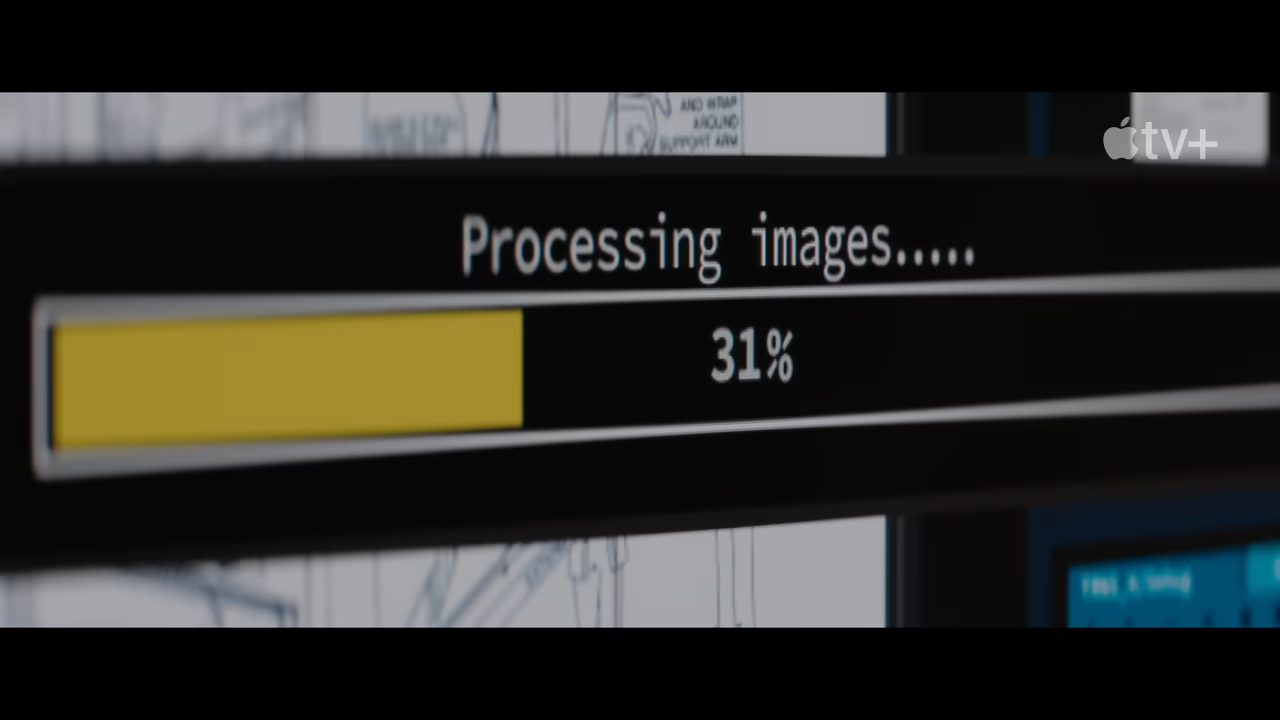 AND WRAP
AROUND
SUPPORT ARM
tv+
Processing images.....
31%